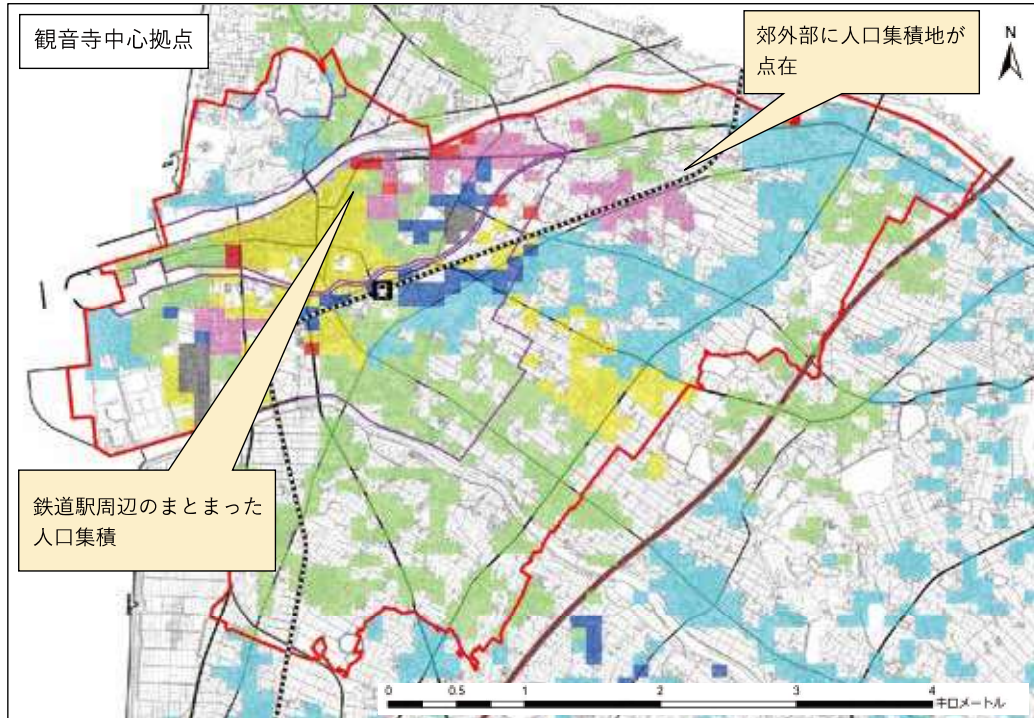 観音寺中心拠点
郊外部に人口集積地が
点在
N
鉄道駅周辺のまとまった
人口集積
0 0.5 1 2 3 4
キロメートル